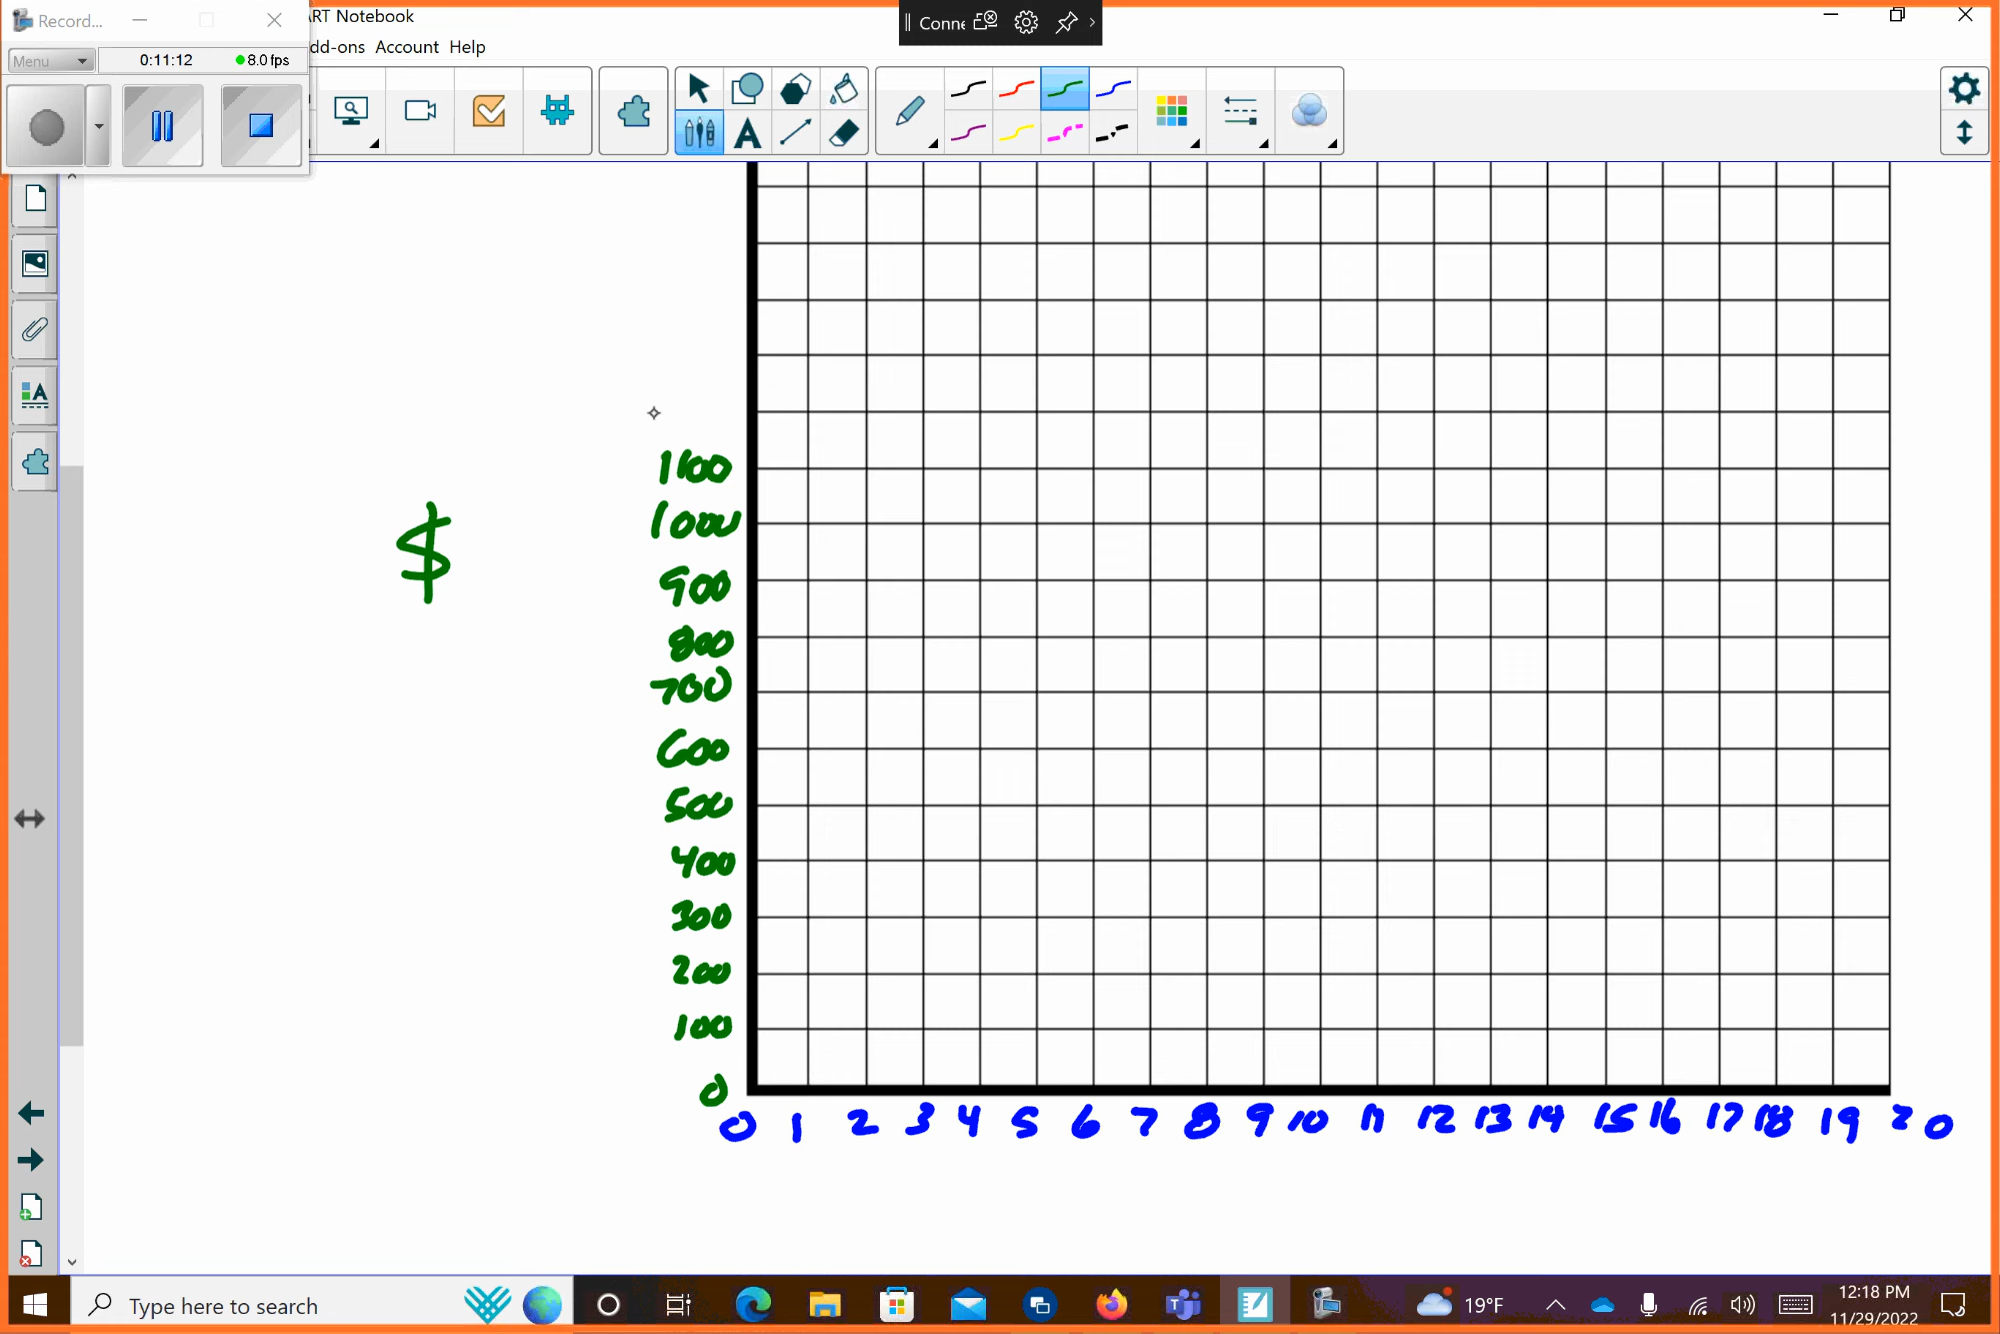 Record...
Menu
0:11:12
8.0 fps
ART Notebook
dd-ons Account Help
Conne
1100
1000
$
900
800
700
600
500
400
300
200
100
0
0 1 2 3 4 5 6 7 8 9 10 11 12 13 14 15 16 17 18 19 20
Type here to search
19°F
12:18 PM
11/29/2022